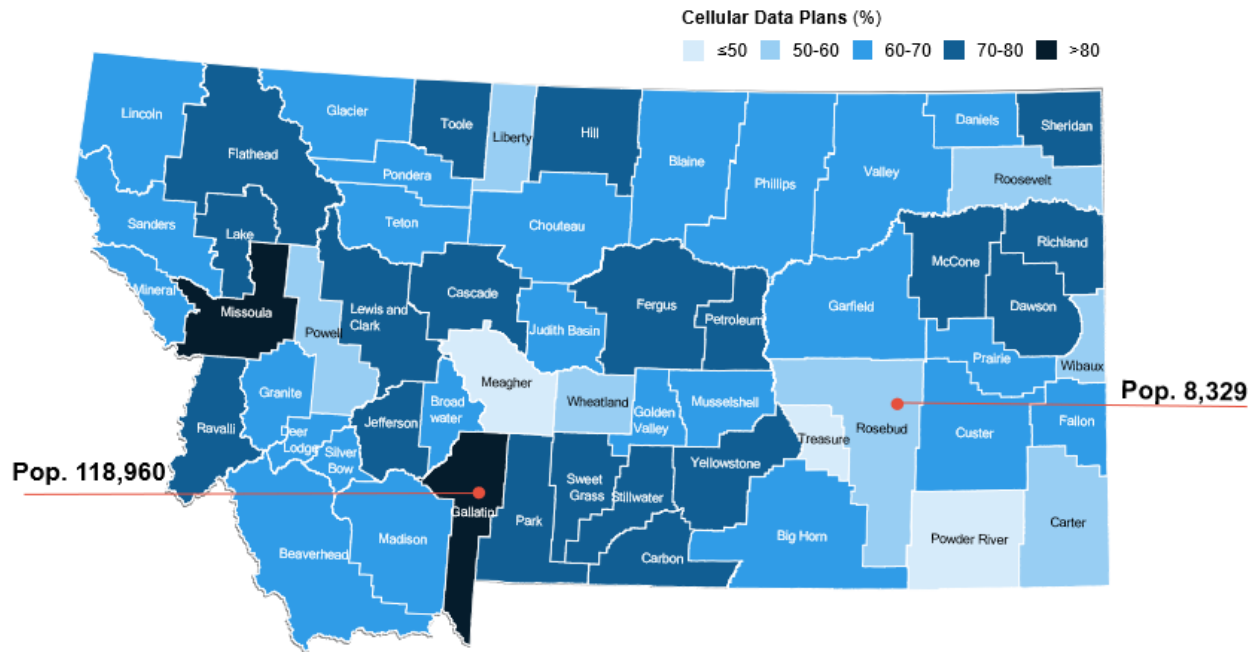 Cellular Data Plans (%)
≤50 50-60 60-70 70-80 >80
Lincoln
Flathead
Glacier
Toole
Liberty
Hill
Blaine
Phillips
Valley
Daniels
Sheridan
Roosevelt
Pondera
Teton
Chouteau
Sanders
Lake
Mineral
Missoula
Powell
Lewis and
Clark
Cascade
Judith Basin
Fergus
Petroleum
Garfield
McCone
Richland
Dawson
Prairie
Wibaux
Meagher
Wheatland
Golden
Valley
Musselshell
Treasure
Rosebud
Custer
Fallon
Pop. 8,329
Granite
Ravalli
Deer
Lodge
Silver
Bow
Jefferson
Broad
water
Pop. 118,960
Gallatin
Park
Sweet
Grass
Stillwater
Yellowstone
Carbon
Big Horn
Powder River
Carter
Madison
Beaverhead